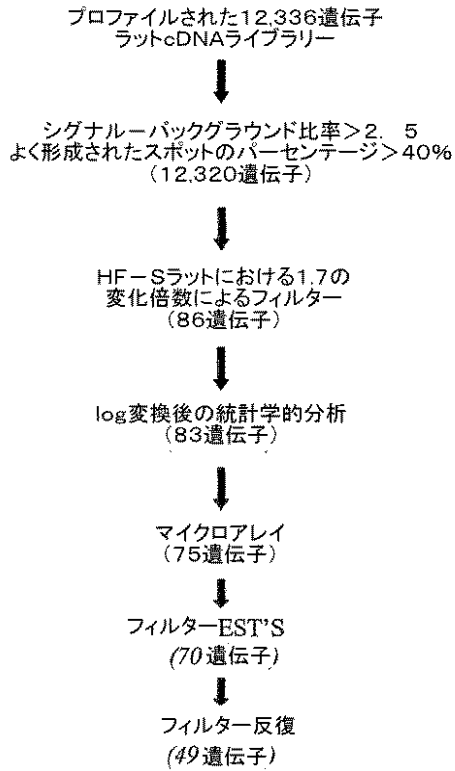 プロファイルされた12,336遺伝子
ラットcDNAライブラリー
シグナルーバックグラウンド比率＞2. 5
よく形成されたスポットのパーセンテージ＞40%
(12,320遺伝子)
HF－Sラットにおける1.7の
変化倍数によるフィルター
(86遺伝子)
log変換後の統計学的分析
(83遺伝子)
マイクロアレイ
(75遺伝子)
フィルターEST'S
(70遺伝子)
フィルター反復
(49遺伝子)